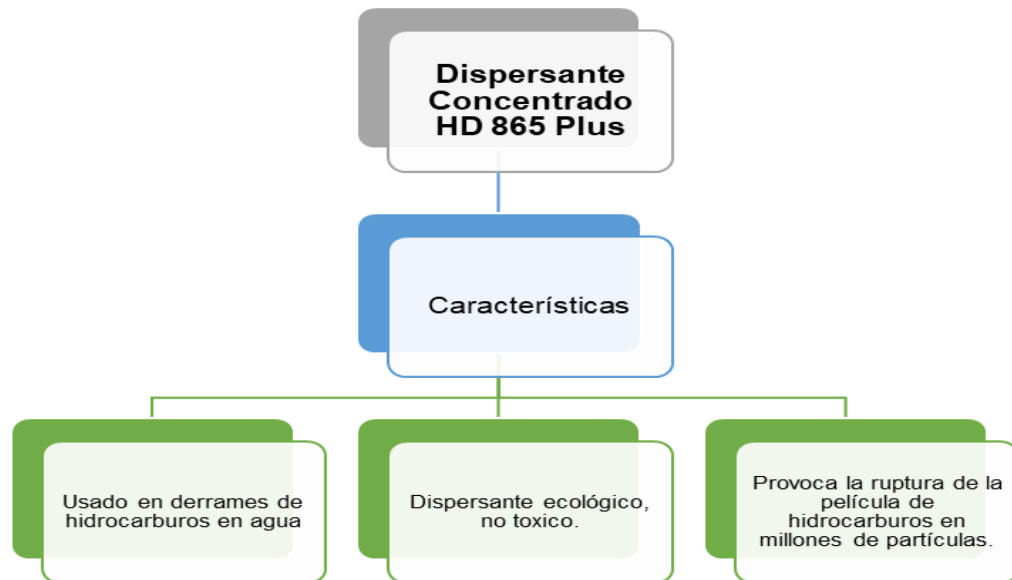 Dispersante
Concentrado
HD 865 Plus
Característísticas
Usado en derrames de
hidrocarburos en agua
Dispersante ecológico,
no toxico.
Provoca la ruptura de la
película de
hidrocarburos en
millones de partículas.